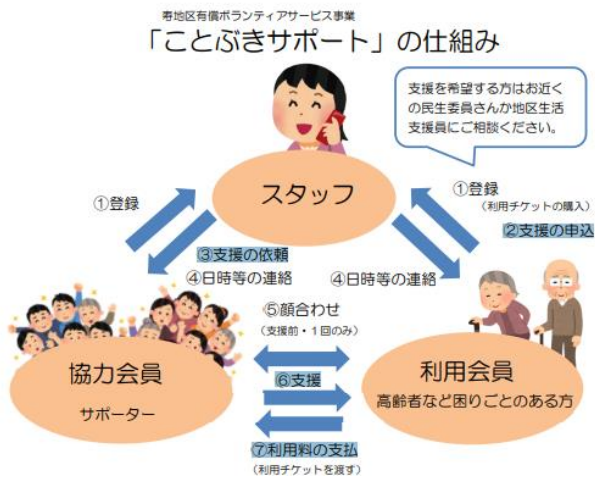 寿地区有償ボランティアサービス事業
「ことぶきサポート」の仕組み
支援を希望する方はお近く
の民生委員さんか地区生活
支援員にご相談ください。
スタッフ
①登録
①登録
(利用チケットの購入)
②支援の申込
③支援の依頼
④日時等の連絡
④日時等の連絡
⑤顔合わせ
(支援前・1回のみ)
協力会員
サポーター
⑥支援
利用会員
高齢者など困りごとのある方
⑦利用料の支払
(利用チケットを渡す)